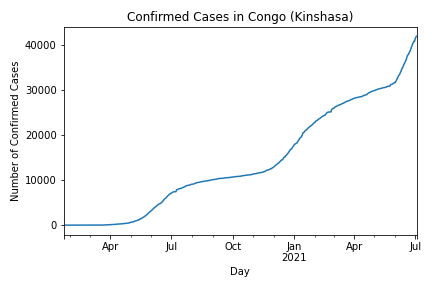 Confirmed Cases in Congo (Kinshasa)
Number of Confirmed Cases
40000
30000
20000
10000
0
Apr Jul Oct Jan Apr Jul
2021
Day